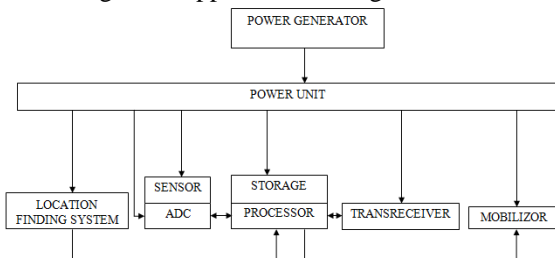 POWER GENERATOR
POWER UNIT
SENSOR
STORAGE
LOCATION
FINDING SYSTEM
ADC
PROCESSOR
TRANSRECEIVER
MOBILIZOR